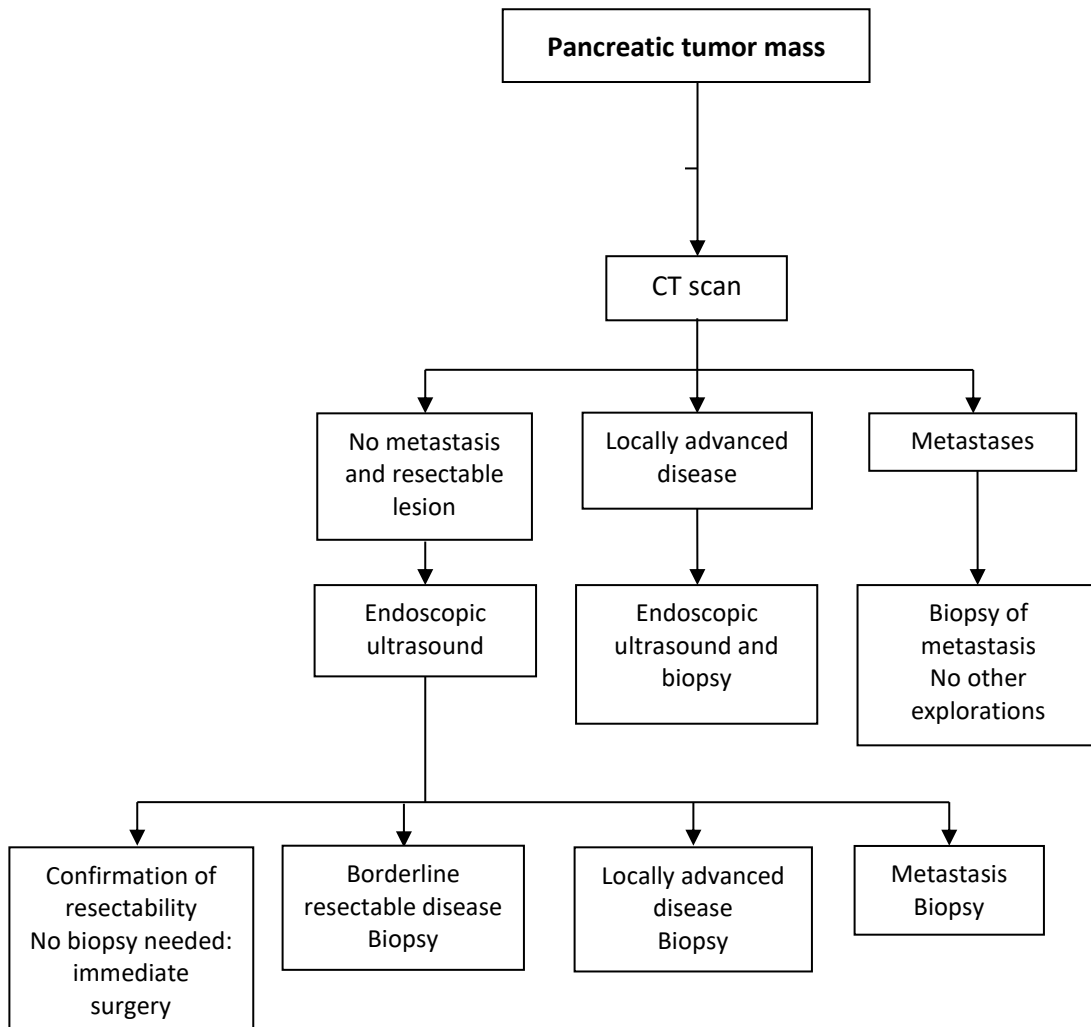 Pancreatic tumor mass
CT scan
No metastasis
and resectable
lesion
Locally advanced
disease
Metastases
Endoscopic
ultrasound
Endoscopic
ultrasound and
biopsy
Biopsy of
metastasis
No other
explorations
Confirmation of
resectability
No biopsy needed:
immediate
surgery
Borderline
resectable disease
Biopsy
Locally advanced
disease
Biopsy
Metastasis
Biopsy